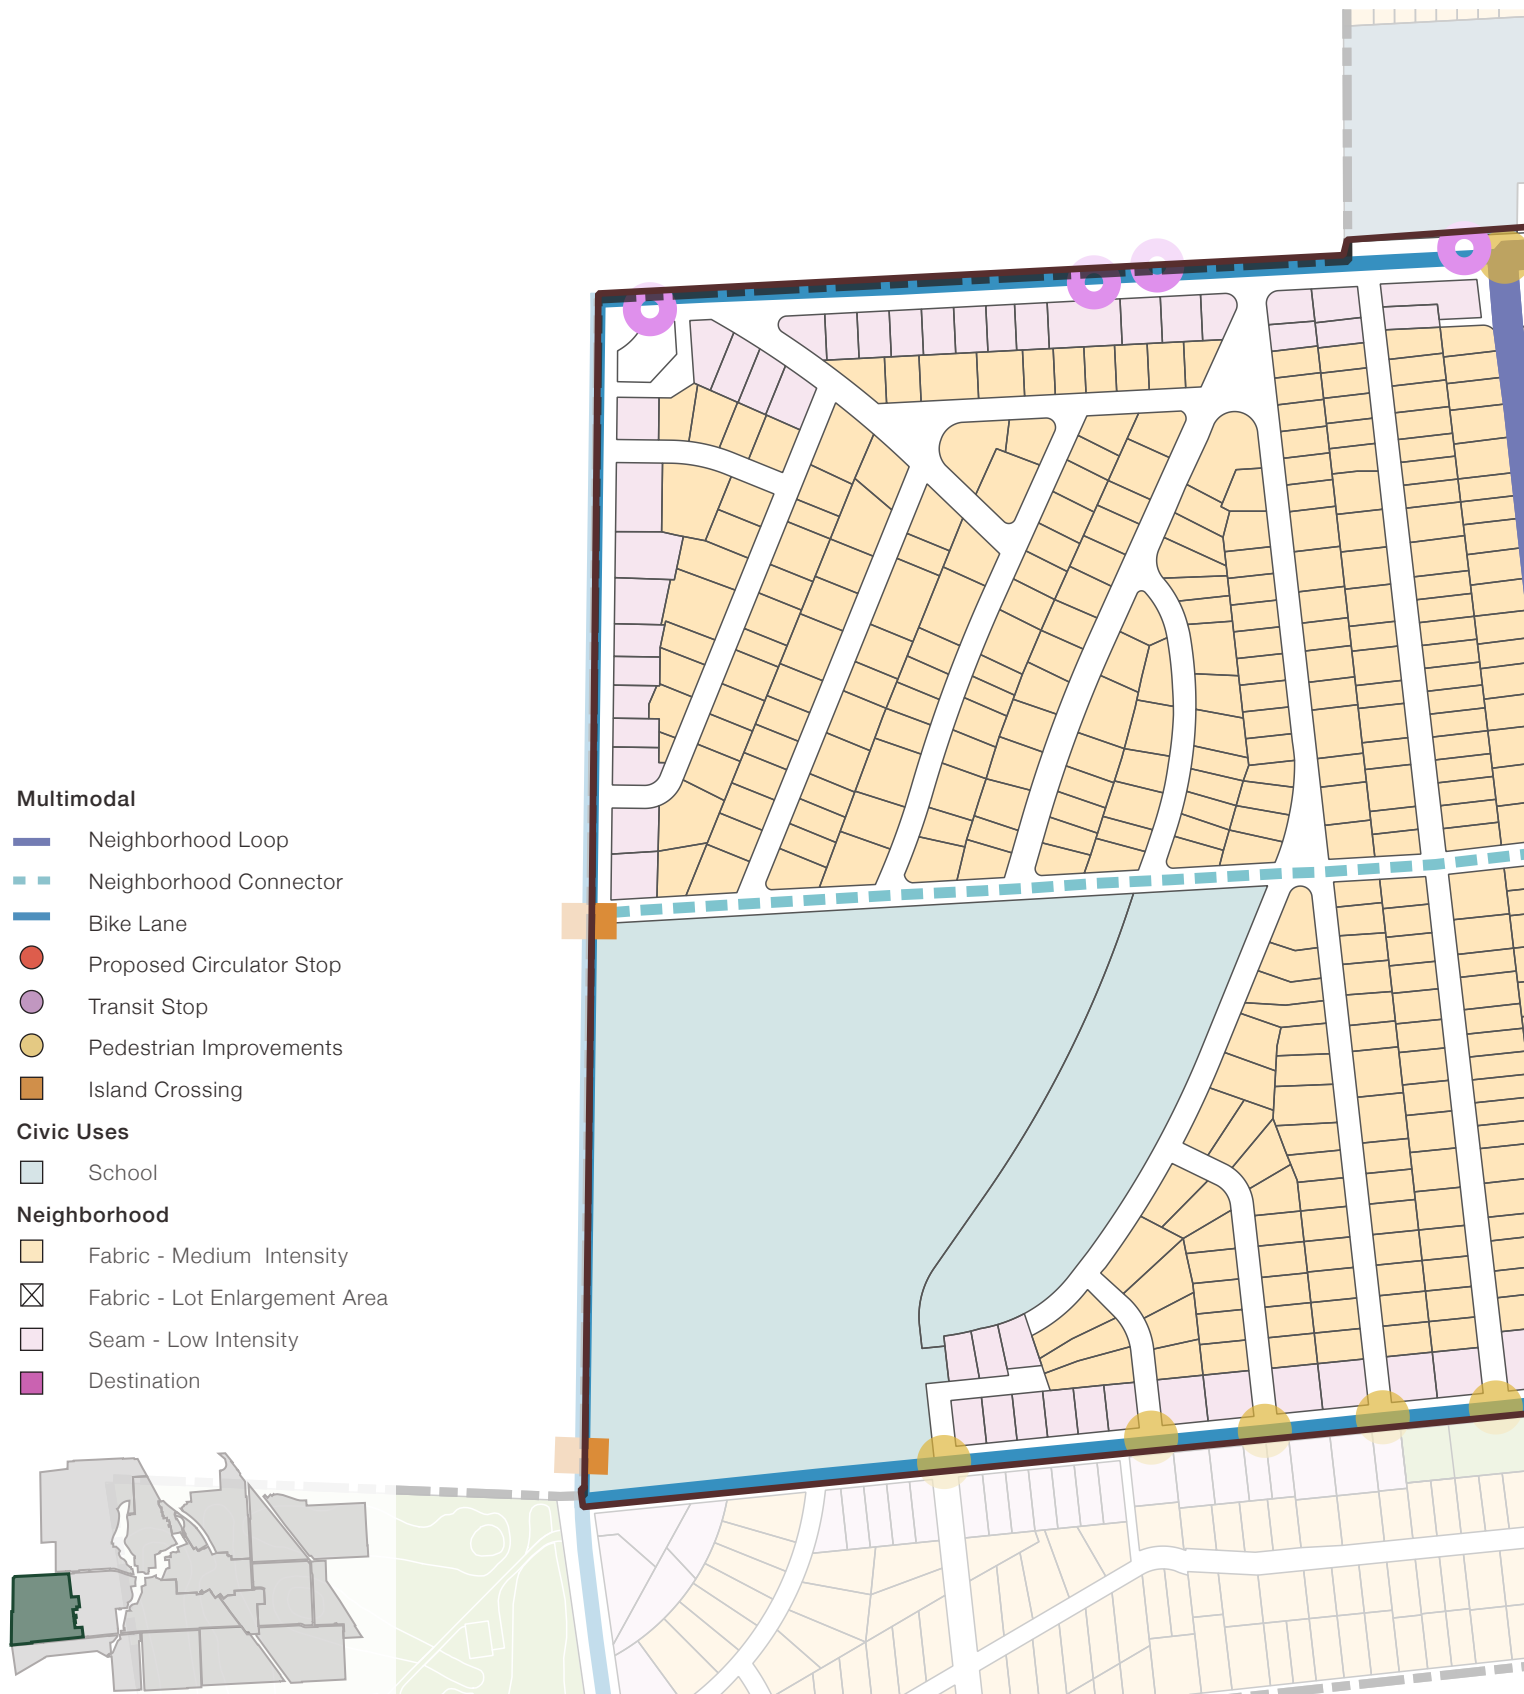 Multimodal
Neighborhood Loop
Neighborhood Connector
Bike Lane
Proposed Circulator Stop
Transit Stop
Pedestrian Improvements
Island Crossing
Civic Uses
School
Neighborhood
Fabric - Medium Intensity
Fabric - Lot Enlargement Area
Seam - Low Intensity
Destination